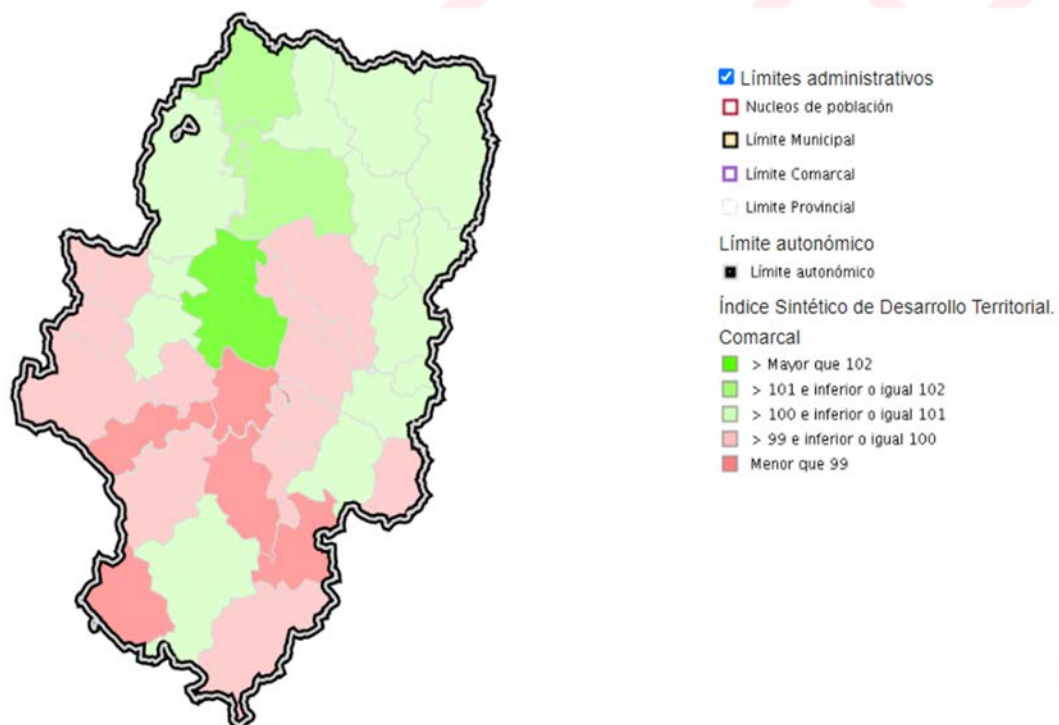 Límites administrativos
Nucleos de población
Límite Municipal
Límite Comarcal
Limite Provincial
Límite autonómico
Límite autonómico
Índice Sintético de Desarrollo Territorial.
Comarcal
> Mayor que 102
> 101 e inferior o igual 102
> 100 e inferior o igual 101
> 99 e inferior o igual 100
Menor que 99